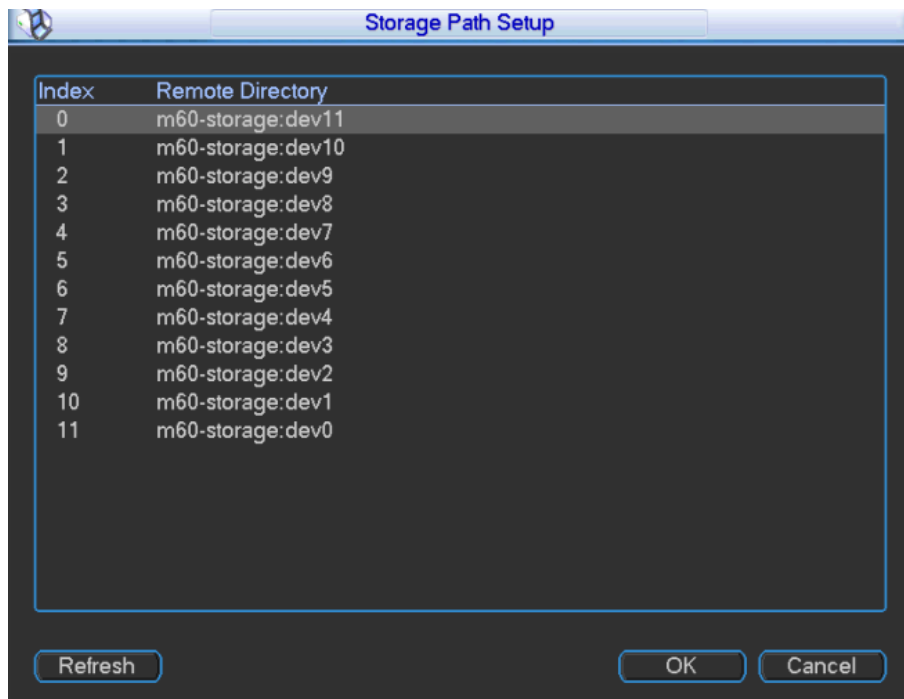 Storage Path Setup
Index Remote Directory
0 m60-storage:dev11
1 m60-storage:dev10
2 m60-storage:dev9
3 m60-storage:dev8
4 m60-storage:dev7
5 m60-storage:dev6
6 m60-storage:dev5
7 m60-storage:dev4
8 m60-storage:dev3
9 m60-storage:dev2
10 m60-storage:dev1
11 m60-storage:dev0
Refresh OK Cancel